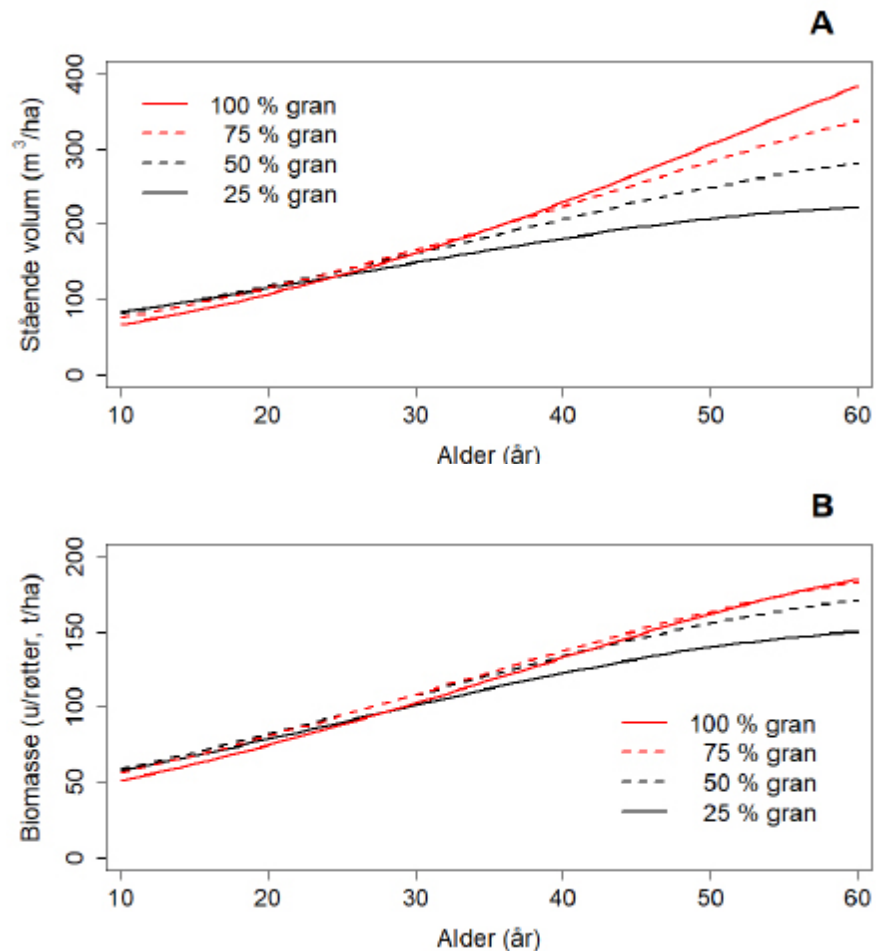 A
Stående volum (m³/ha)
400
300
200
100
0
100 % gran
75 % gran
50 % gran
25 % gran
10 20 30 40 50 60
Alder (år)
B
Biomasse (u/røtter, t/ha)
200
150
100
50
0
100 % gran
75 % gran
50 % gran
25 % gran
10 20 30 40 50 60
Alder (år)